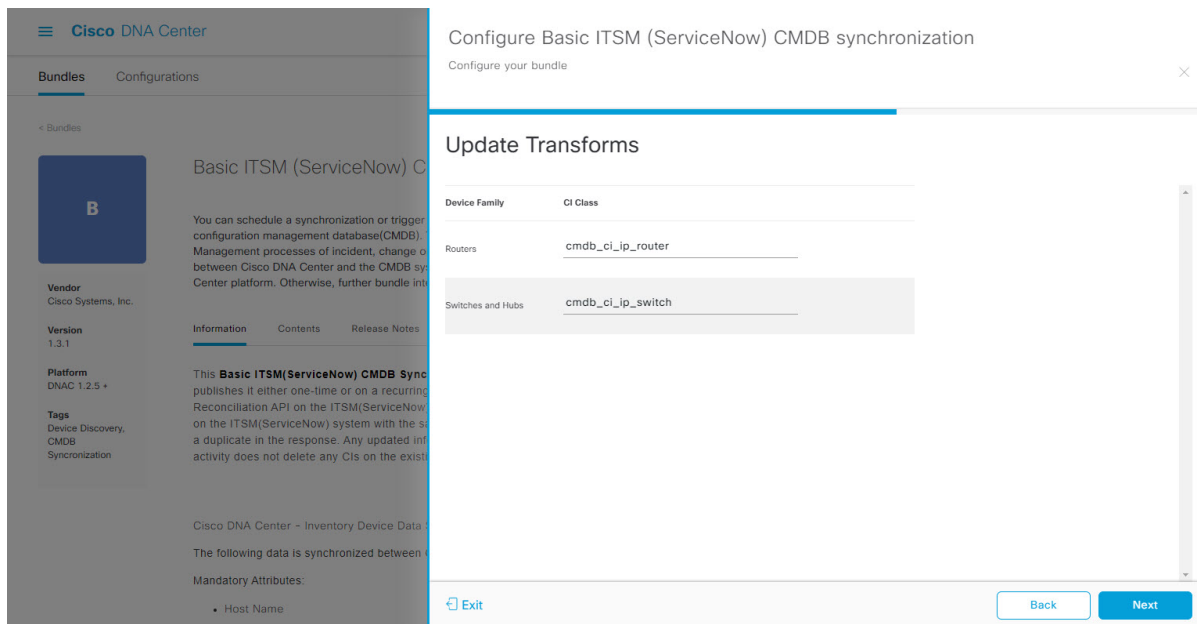 Cisco DNA Center
Bundles Configurations
< Bundles
B
Vendor
Cisco Systems, Inc.
Version
1.3.1
Platform
DNAC 1.2.5 +
Tags
Device Discovery,
CMDB
Syncronization
Basic ITSM (ServiceNow) C
You can schedule a synchronization or trigger
configuration management database(CMDB).
Management processes of incident, change o
between Cisco DNA Center and the CMDB sy
Center platform. Otherwise, further bundle int
Information Contents Release Notes
This Basic ITSM(ServiceNow) CMDB Sync
publishes it either one-time or on a recurring
Reconciliation API on the ITSM(ServiceNow
on the ITSM(ServiceNow) system with the sa
a duplicate in the response. Any updated inf
activity does not delete any CIs on the exist
Cisco DNA Center - Inventory Device Data
The following data is synchronized between
Mandatory Attributes:
• Host Name
Configure Basic ITSM (ServiceNow) CMDB synchronization
Configure your bundle
Update Transforms
Device Family CI Class
Routers cmdb_ci_ip_router
Switches and Hubs cmdb_ci_ip_switch
Exit Back Next